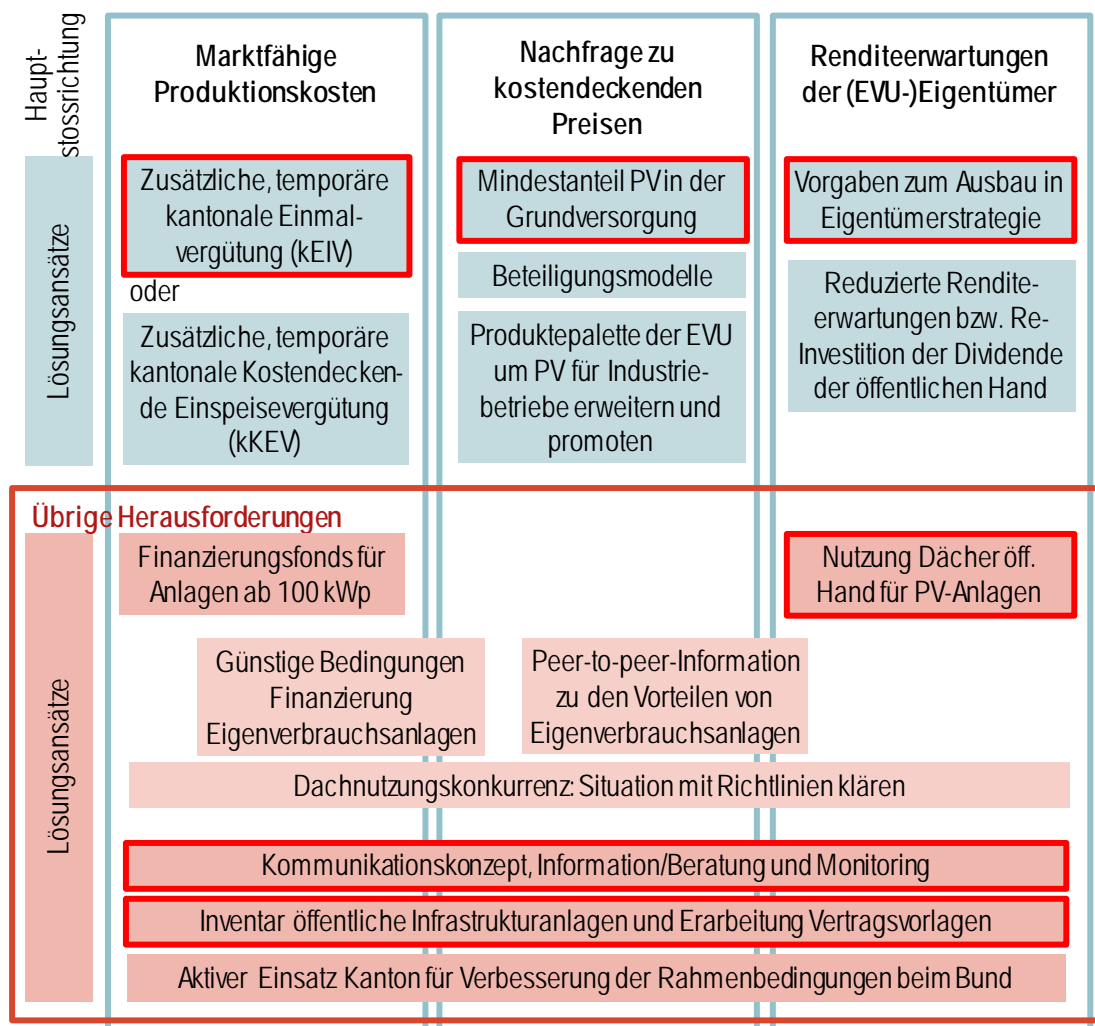 Haupt-
stossrichtung
Marktfähige
Produktionskosten
Nachfrage zu
kostendeckenden
Preisen
Renditeerwartungen
der (EVU-)Eigentümer
Lösungsansätze
Zusätzliche, temporäre
kantonale Einmal-
vergütung (kEIV)
oder
Zusätzliche, temporäre
kantonale Kostendecken-
de Einspeisevergütung
(kKEV)
Mindestanteil PV in der
Grundversorgung
Beteiligungsmodelle
Produktepalette der EVU
um PV für Industrie-
betriebe erweitern und
promoten
Vorgaben zum Ausbau in
Eigentümerstrategie
Reduzierte Rendite-
erwartungen bzw. Re-
Investition der Dividende
der öffentlichen Hand
Übrige Herausforderungen
Lösungsansätze
Finanzierungsfonds für
Anlagen ab 100 kWp
Nutzung Dächer öff.
Hand für PV-Anlagen
Günstige Bedingungen
Finanzierung
Eigenverbrauchsanlagen
Peer-to-peer-Information
zu den Vorteilen von
Eigenverbrauchsanlagen
Dachnutzungskonkurrenz: Situation mit Richtlinien klären
Kommunikationskonzept, Information/Beratung und Monitoring
Inventar öffentliche Infrastrukturanlagen und Erarbeitung Vertragsvorlagen
Aktiver Einsatz Kanton für Verbesserung der Rahmenbedingungen beim Bund